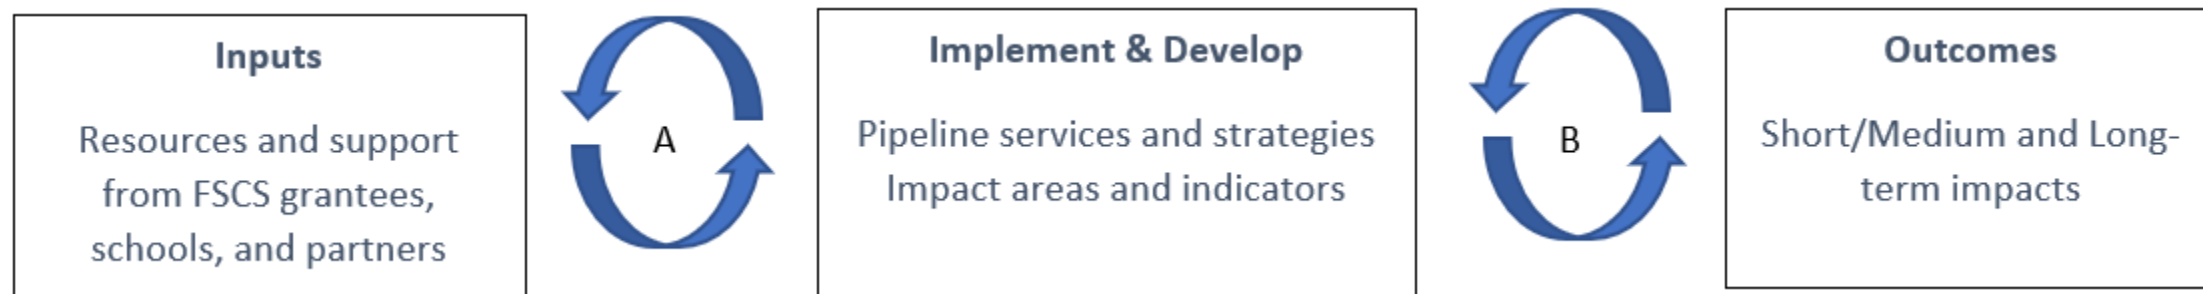 Inputs
Resources and support
from FSCS grantees,
schools, and partners
A
Implement & Develop
Pipeline services and strategies
Impact areas and indicators
B
Outcomes
Short/Medium and Long-
term impacts